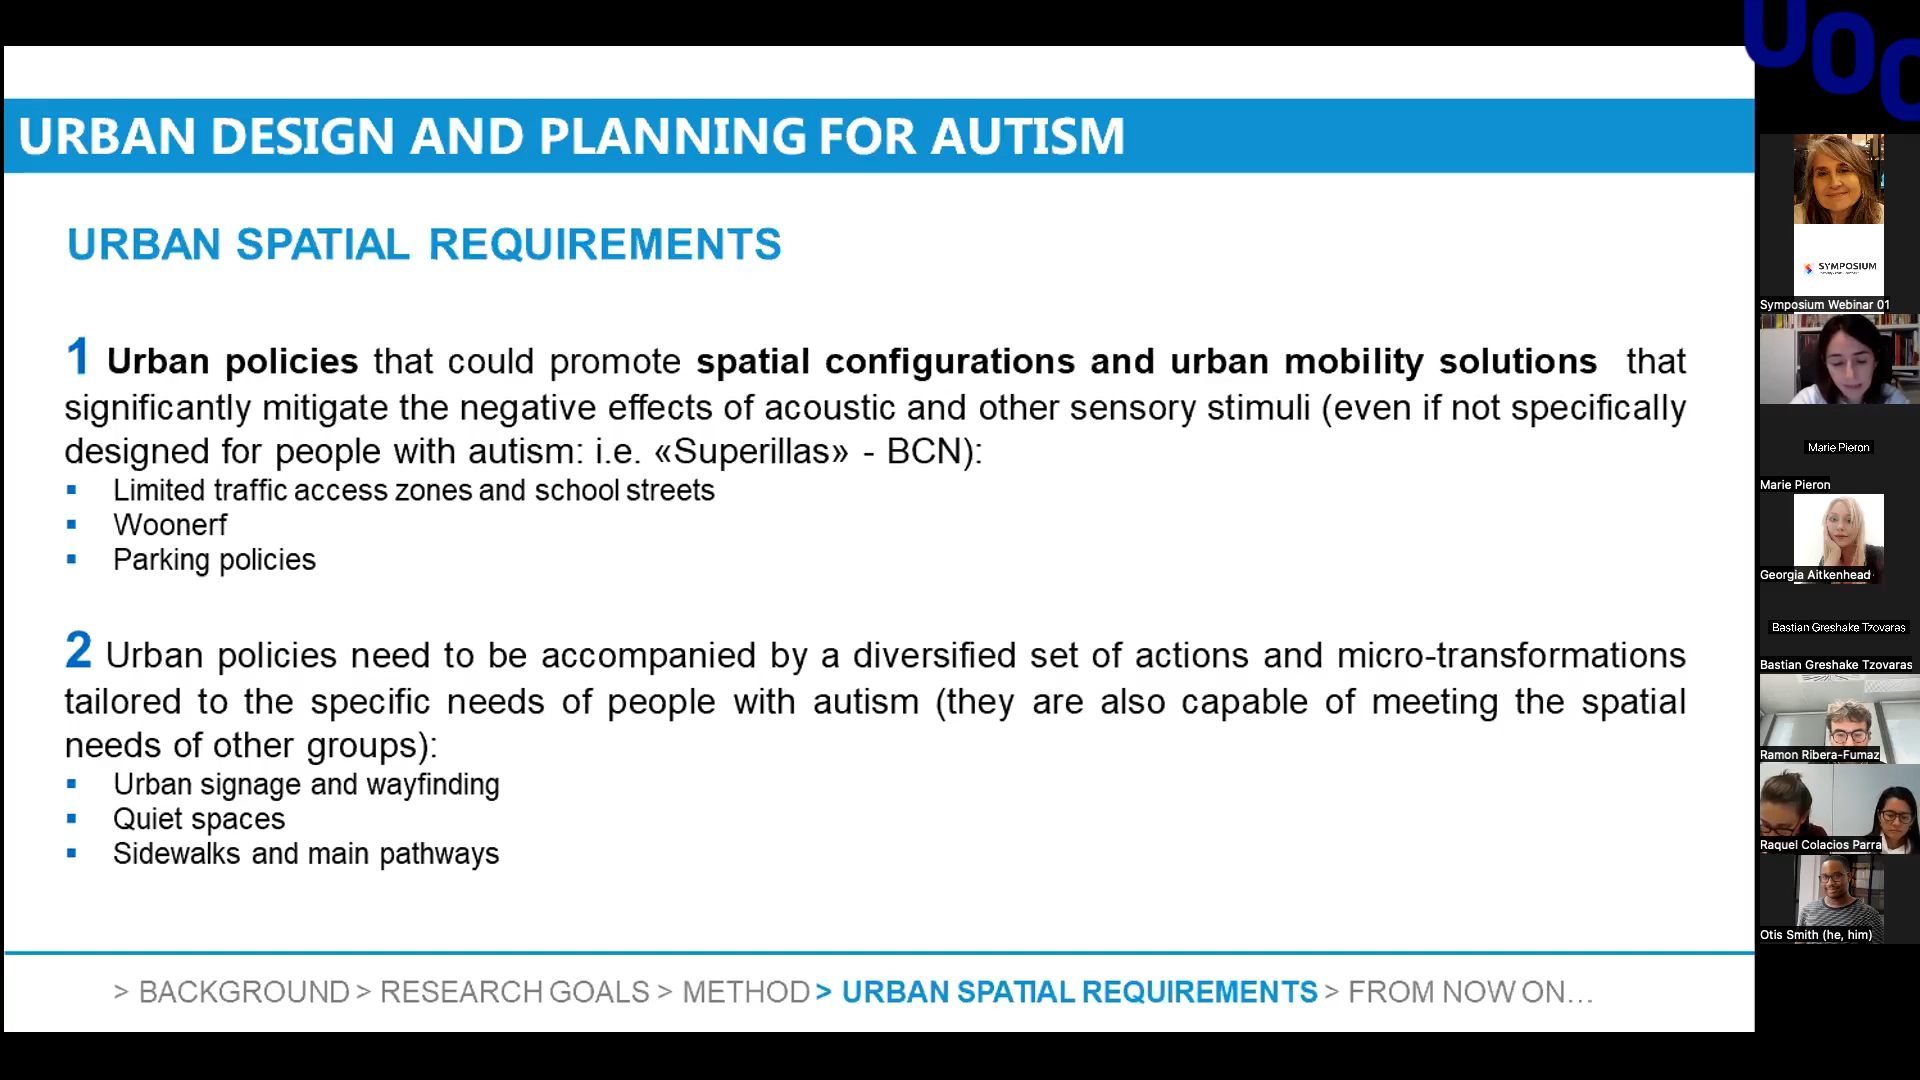 UOC
URBAN DESIGN AND PLANNING FOR AUTISM
URBAN SPATIAL REQUIREMENTS
1 Urban policies that could promote spatial configurations and urban mobility solutions that
significantly mitigate the negative effects of acoustic and other sensory stimuli (even if not specifically
designed for people with autism: i.e. «Superillas» - BCN):
▪ Limited traffic access zones and school streets
▪ Woonerf
▪ Parking policies
2 Urban policies need to be accompanied by a diversified set of actions and micro-transformations
tailored to the specific needs of people with autism (they are also capable of meeting the spatial
needs of other groups):
▪ Urban signage and wayfinding
▪ Quiet spaces
▪ Sidewalks and main pathways
> BACKGROUND > RESEARCH GOALS > METHOD > URBAN SPATIAL REQUIREMENTS > FROM NOW ON...
SYMPOSIUM
Symposium Webinar 01
Marie Pieron
Marie Pieron
Georgia Aitkenhead
Bastian Greshake Tzovaras
Bastian Greshake Tzovaras
Ramon Ribera-Fumaz
Raquel Colacios Parra
Otis Smith (he, him)